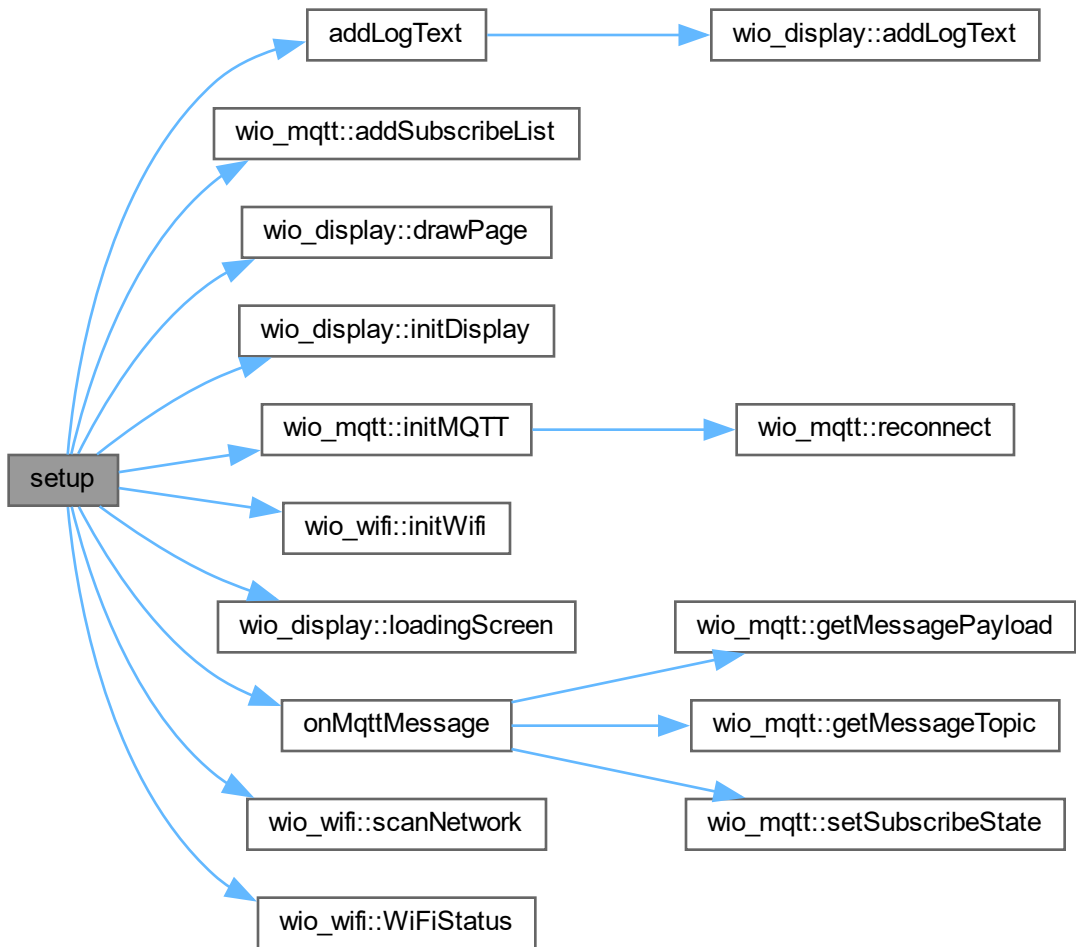 addLogText
wio_display::addLogText
wio_mqtt::addSubscribeList
wio_display::drawPage
wio_display::initDisplay
wio_mqtt::initMQTT
wio_mqtt::reconnect
setup
wio_wifi::initWifi
wio_display::loadingScreen
wio_mqtt::getMessagePayload
onMqttMessage
wio_mqtt::getMessageTopic
wio_wifi::scanNetwork
wio_mqtt::setSubscribeState
wio_wifi::WiFiStatus